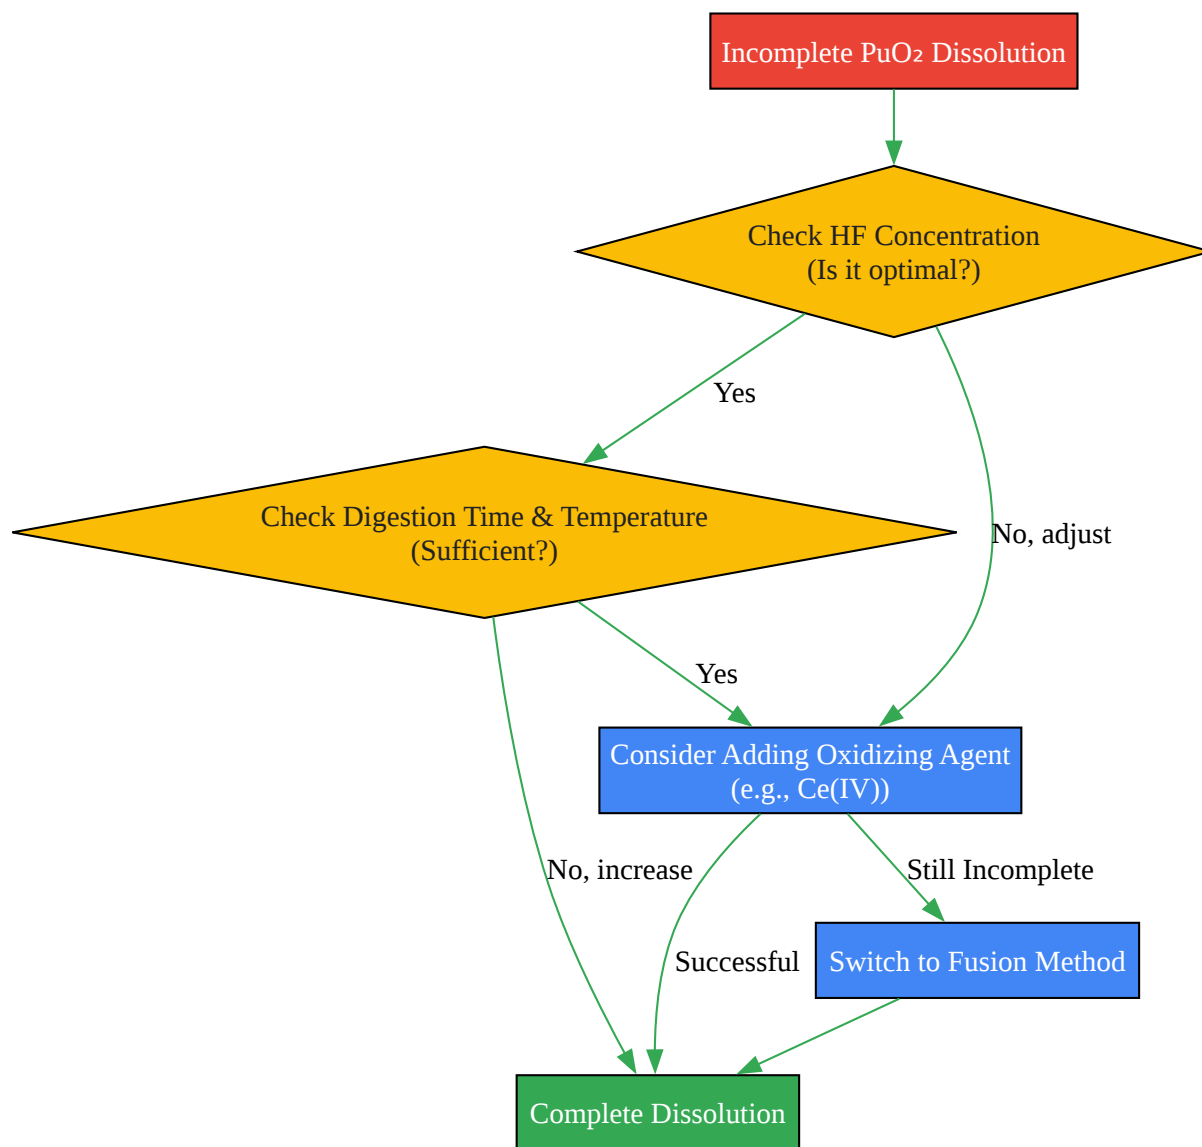 Incomplete PuO₂ Dissolution
Check HF Concentration
(Is it optimal?)
Yes
Check Digestion Time & Temperature
(Sufficient?)
No, adjust
Yes
Consider Adding Oxidizing Agent
(e.g., Ce(IV))
No, increase
Still Incomplete
Successful
Switch to Fusion Method
Complete Dissolution